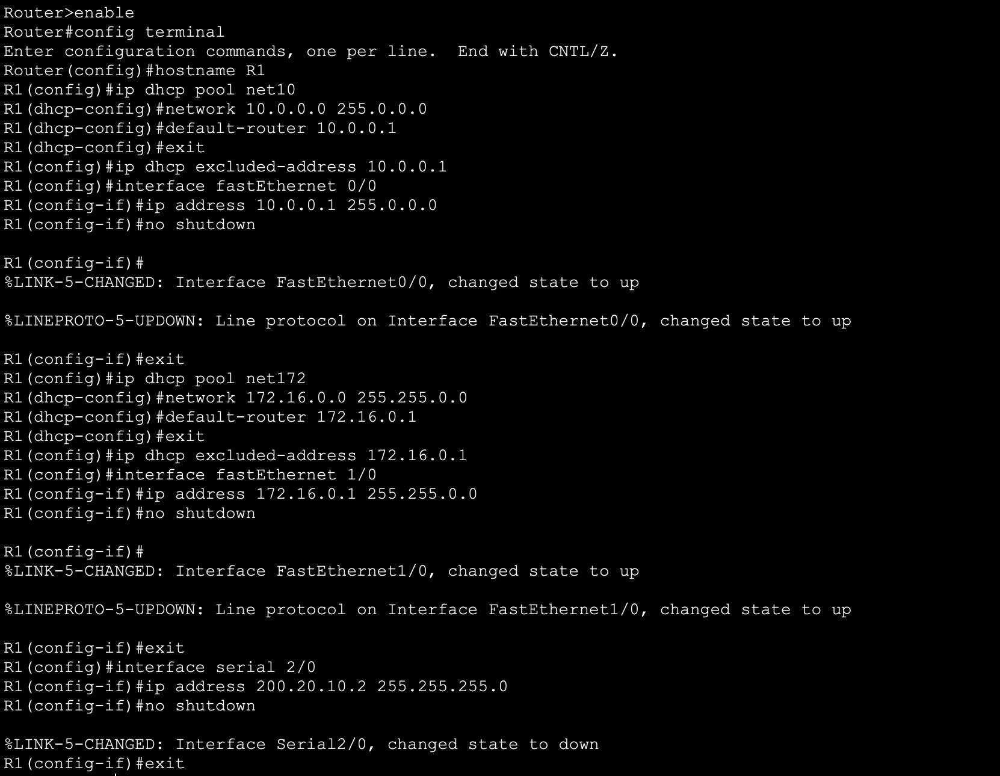 Router>enable
Router#config terminal
Enter configuration commands, one per line.  End with CNTL/Z.
Router(config)#hostname R1
R1(config)#ip dhcp pool net10
R1(dhcp-config)#network 10.0.0.0 255.0.0.0
R1(dhcp-config)#default-router 10.0.0.1
R1(dhcp-config)#exit
R1(config)#ip dhcp excluded-address 10.0.0.1
R1(config)#interface fastEthernet 0/0
R1(config-if)#ip address 10.0.0.1 255.0.0.0
R1(config-if)#no shutdown

R1(config-if)#
%LINK-5-CHANGED: Interface FastEthernet0/0, changed state to up

%LINEPROTO-5-UPDOWN: Line protocol on Interface FastEthernet0/0, changed state to up

R1(config-if)#exit
R1(config)#ip dhcp pool net172
R1(dhcp-config)#network 172.16.0.0 255.255.0.0
R1(dhcp-config)#default-router 172.16.0.1
R1(dhcp-config)#exit
R1(config)#ip dhcp excluded-address 172.16.0.1
R1(config)#interface fastEthernet 1/0
R1(config-if)#ip address 172.16.0.1 255.255.0.0
R1(config-if)#no shutdown

R1(config-if)#
%LINK-5-CHANGED: Interface FastEthernet1/0, changed state to up

%LINEPROTO-5-UPDOWN: Line protocol on Interface FastEthernet1/0, changed state to up

R1(config-if)#exit
R1(config)#interface serial 2/0
R1(config-if)#ip address 200.20.10.2 255.255.255.0
R1(config-if)#no shutdown

%LINK-5-CHANGED: Interface Serial2/0, changed state to down
R1(config-if)#exit